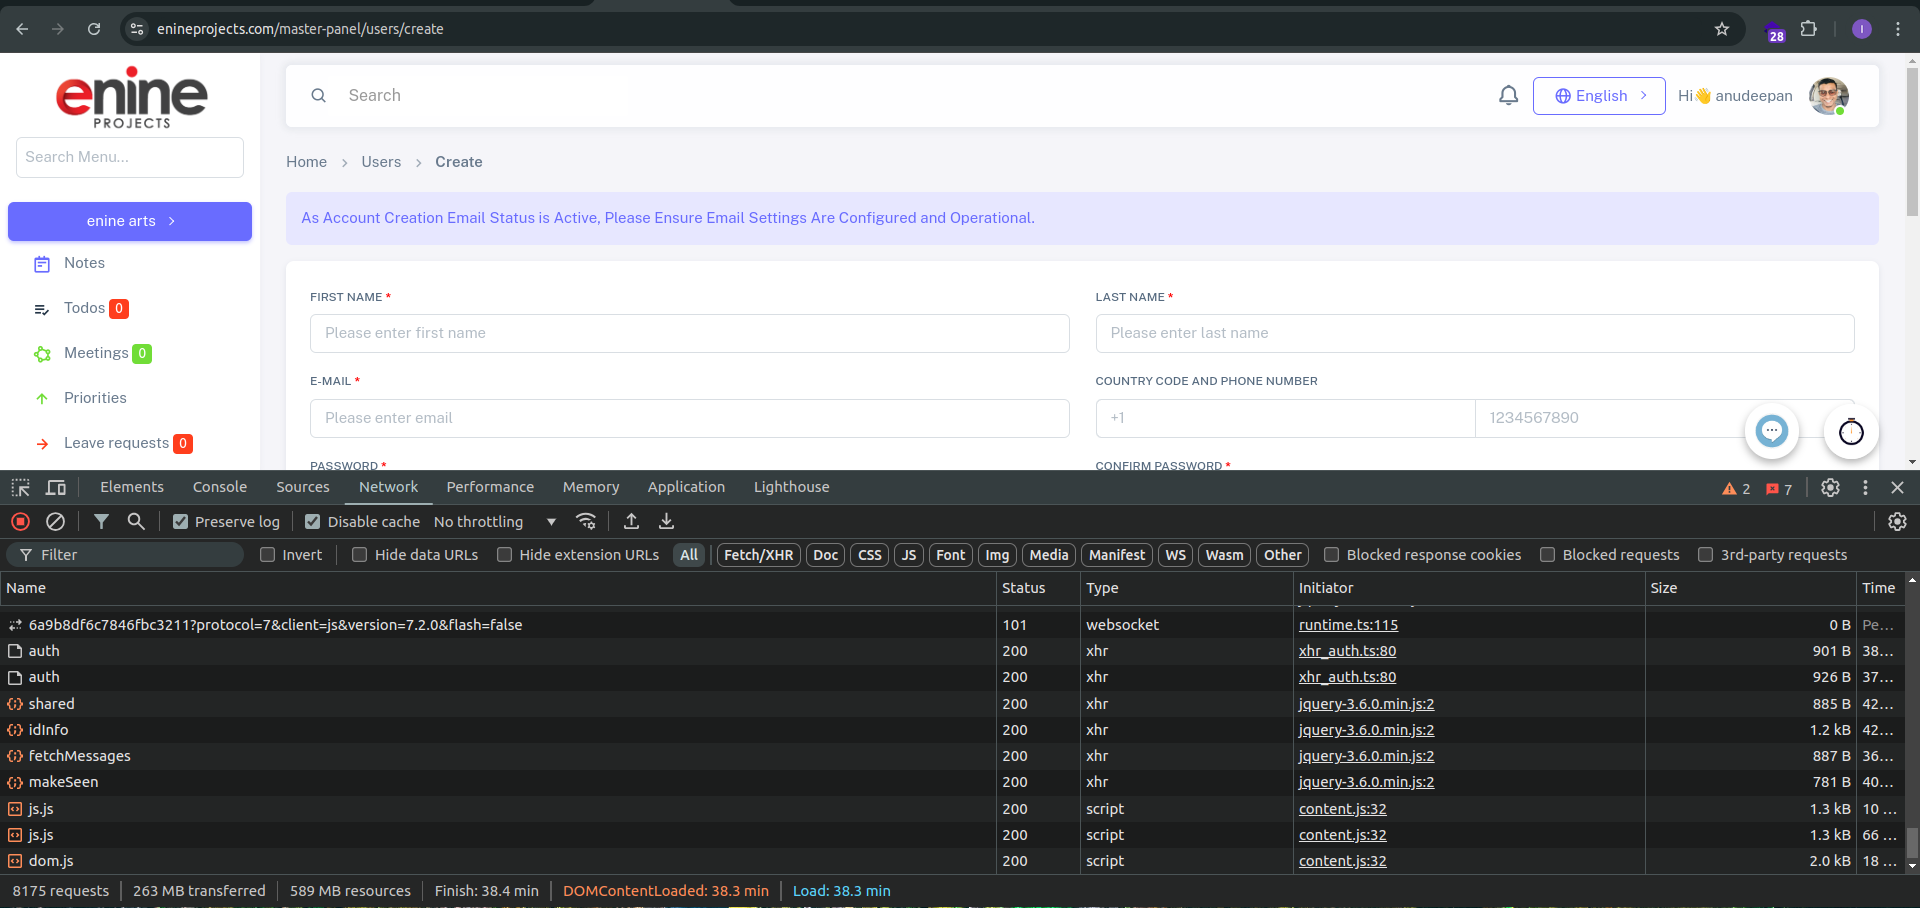 enineprojects.com/master-panel/users/create
28
I
enine
PROJECTS
Search Menu...
enine arts
Notes
Todos 0
Meetings 0
Priorities
Leave requests 0
Search
English
Hi👋 anudeepan
Home > Users > Create
As Account Creation Email Status is Active, Please Ensure Email Settings Are Configured and Operational.
FIRST NAME *
LAST NAME *
Please enter first name
Please enter last name
E-MAIL *
COUNTRY CODE AND PHONE NUMBER
Please enter email
+1
1234567890
PASSWORD *
CONFIRM PASSWORD *
Elements Console Sources Network Performance Memory Application Lighthouse 2 7
Preserve log Disable cache No throttling
Filter Invert Hide data URLs Hide extension URLs All Fetch/XHR Doc CSS JS Font Img Media Manifest WS Wasm Other Blocked response cookies Blocked requests 3rd-party requests
Name Status Type Initiator Size Time
6a9b8df6c7846fbc3211?protocol=7&client=js&version=7.2.0&flash=false 101 websocket runtime.ts:115 0 B Pe...
auth 200 xhr xhr_auth.ts:80 901 B 38...
auth 200 xhr xhr_auth.ts:80 926 B 37...
shared 200 xhr jquery-3.6.0.min.js:2 885 B 42...
idInfo 200 xhr jquery-3.6.0.min.js:2 1.2 kB 42...
fetchMessages 200 xhr jquery-3.6.0.min.js:2 887 B 36...
makeSeen 200 xhr jquery-3.6.0.min.js:2 781 B 40...
js.js 200 script content.js:32 1.3 kB 10 ...
js.js 200 script content.js:32 1.3 kB 66 ...
dom.js 200 script content.js:32 2.0 kB 18 ...
8175 requests 263 MB transferred 589 MB resources Finish: 38.4 min DOMContentLoaded: 38.3 min Load: 38.3 min